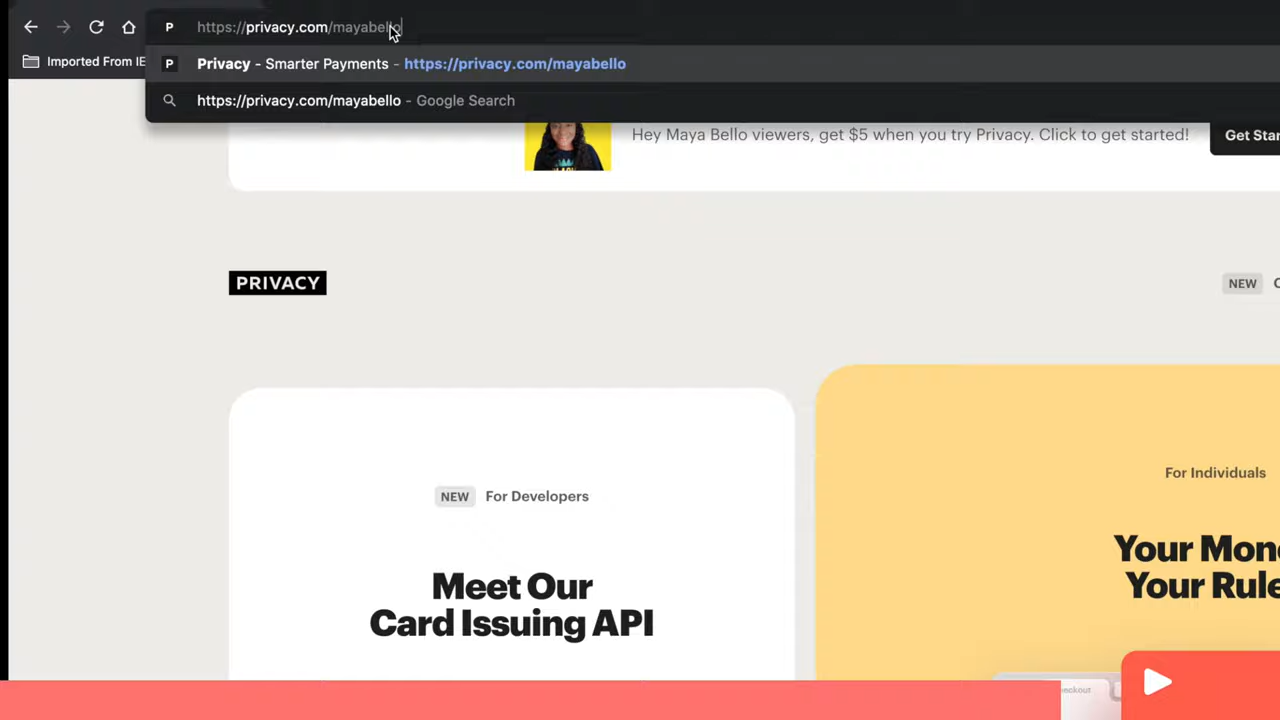 P https://privacy.com/mayabello
Imported From IE
P Privacy - Smarter Payments - https://privacy.com/mayabello
https://privacy.com/mayabello - Google Search
Hey Maya Bello viewers, get $5 when you try Privacy. Click to get started!
Get Star
PRIVACY
NEW
NEW For Developers
Meet Our
Card Issuing API
For Individuals
Your Mone
Your Rule